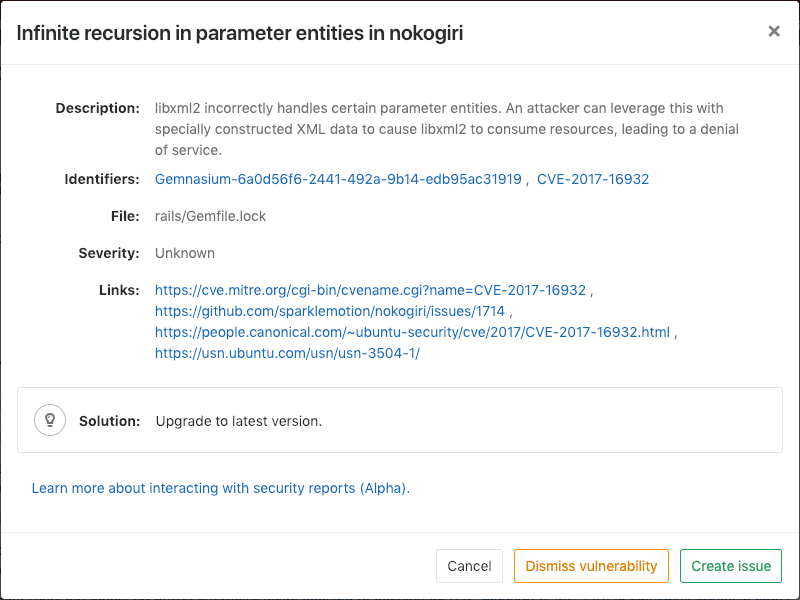 Infinite recursion in parameter entities in nokogiri ×
Description: libxml2 incorrectly handles certain parameter entities. An attacker can leverage this with
specially constructed XML data to cause libxml2 to consume resources, leading to a denial
of service.
Identifiers: Gemnasium-6a0d56f6-2441-492a-9b14-edb95ac31919 , CVE-2017-16932
File: rails/Gemfile.lock
Severity: Unknown
Links: https://cve.mitre.org/cgi-bin/cvename.cgi?name=CVE-2017-16932 ,
https://github.com/sparklemotion/nokogiri/issues/1714 ,
https://people.canonical.com/~ubuntu-security/cve/2017/CVE-2017-16932.html ,
https://usn.ubuntu.com/usn/usn-3504-1/
Solution: Upgrade to latest version.
Learn more about interacting with security reports (Alpha).
Cancel Dismiss vulnerability Create issue